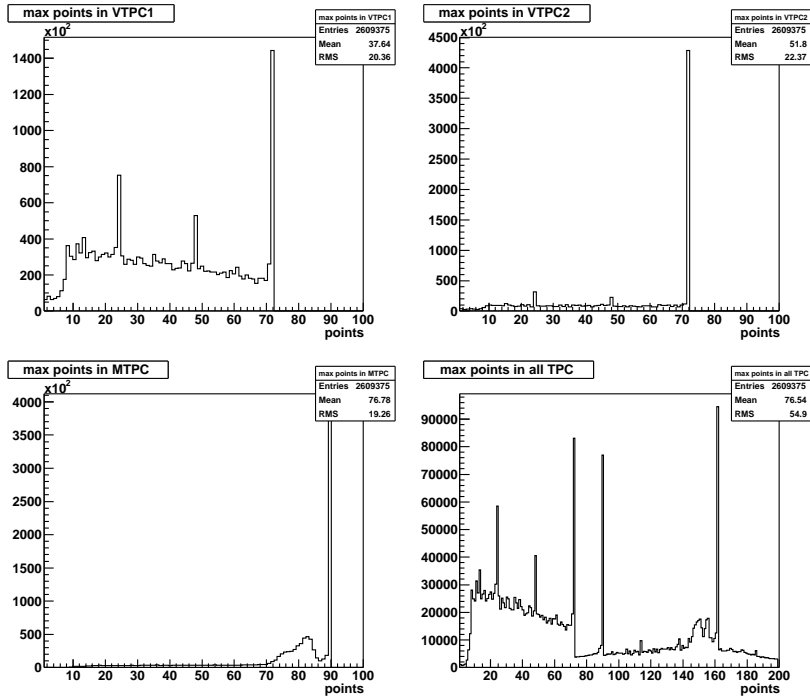 max points in VTPC1
max points in VTPC1
Entries 2609375
Mean 37.64
RMS 20.36
×10²
1400
1200
1000
800
600
400
200
0
10 20 30 40 50 60 70 80 90 100
points
max points in VTPC2
max points in VTPC2
Entries 2609375
Mean 51.8
RMS 22.37
×10²
4500
4000
3500
3000
2500
2000
1500
1000
500
0
10 20 30 40 50 60 70 80 90 100
points
max points in MTPC
max points in MTPC
Entries 2609375
Mean 76.78
RMS 19.26
×10²
4000
3500
3000
2500
2000
1500
1000
500
0
10 20 30 40 50 60 70 80 90 100
points
max points in all TPC
max points in all TPC
Entries 2609375
Mean 76.54
RMS 54.9
90000
80000
70000
60000
50000
40000
30000
20000
10000
0
20 40 60 80 100 120 140 160 180 200
points